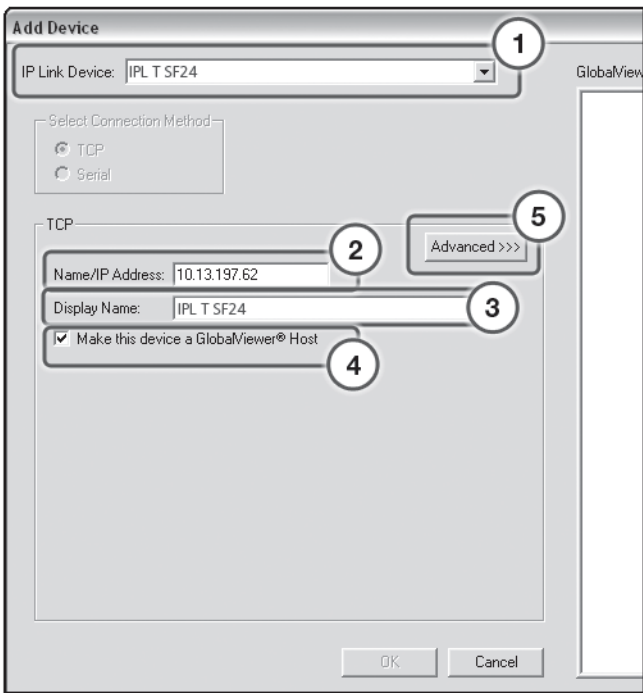 Add Device
1
IP Link Device: IPL T SF24
GlobalView
Select Connection Method
TCP
Serial
TCP
5
Advanced >>>
2
Name/IP Address: 10.13.197.62
Display Name: IPL T SF24
3
Make this device a GlobalViewer® Host
4
OK Cancel